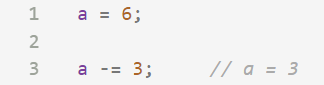 1 a = 6;
2
3 a -= 3; // a = 3